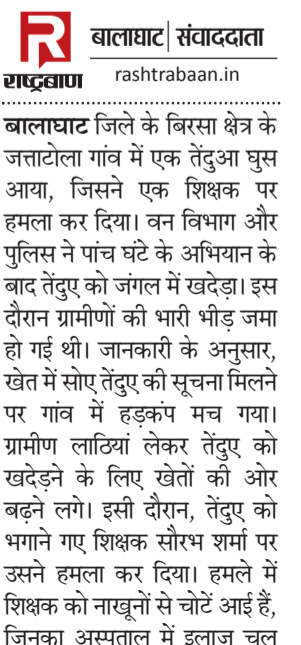 राष्ट्रबाण
बालाघाट | संवाददाता
rashtrabaan.in
बालाघाट जिले के बिरसा क्षेत्र के
जत्ताटोला गांव में एक तेंदुआ घुस
आया, जिसने एक शिक्षक पर
हमला कर दिया। वन विभाग और
पुलिस ने पांच घंटे के अभियान के
बाद तेंदुए को जंगल में खदेड़ा। इस
दौरान ग्रामीणों की भारी भीड़ जमा
हो गई थी। जानकारी के अनुसार,
खेत में सोए तेंदुए की सूचना मिलने
पर गांव में हड़कंप मच गया।
ग्रामीण लाठियां लेकर तेंदुए को
खदेड़ने के लिए खेतों की ओर
बढ़ने लगे। इसी दौरान, तेंदुए को
भगाने गए शिक्षक सौरभ शर्मा पर
उसने हमला कर दिया। हमले में
शिक्षक को नाखूनों से चोटें आई हैं,
जिनका अस्पताल में इलाज चल